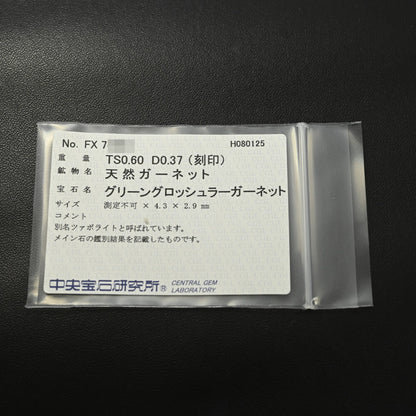 No. FX 7
H080125
重 量 TS0.60 D0.37 (刻印)
鉱物名 天然ガーネット
宝石名 グリーングロッシュラーガーネット
サイズ 測定不可 × 4.3 × 2.9 mm
コメント
別名ツァボライトと呼ばれています。
メイン石の鑑別結果を記載したものです。
中央宝石研究所® CENTRAL GEM
LABORATORY